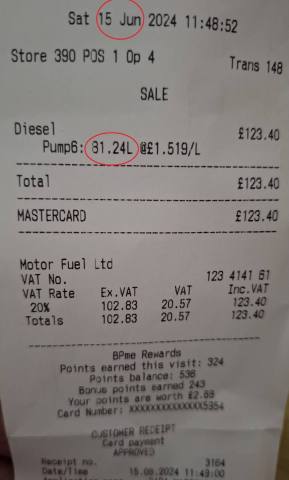 Sat 15 Jun 2024 11:48:52
Store 390 POS 1 Op 4 Trans 148
SALE
Diesel £123.40
Pump6: 81.24L @£1.519/L
Total £123.40
MASTERCARD £123.40
Motor Fuel Ltd
VAT No. 123 4141 61
VAT Rate Ex.VAT VAT Inc.VAT
20% 102.83 20.57 123.40
Totals 102.83 20.57 123.40
BPme Rewards
Points earned this visit: 324
Points balance: 538
Bonus points earned 243
Your points are worth £2.69
Card Number: XXXXXXXXXXXXXX5354
CUSTOMER RECEIPT
Card payment
APPROVED
Receipt no. 3164
Date/Time 15.06.2024 11:49:00